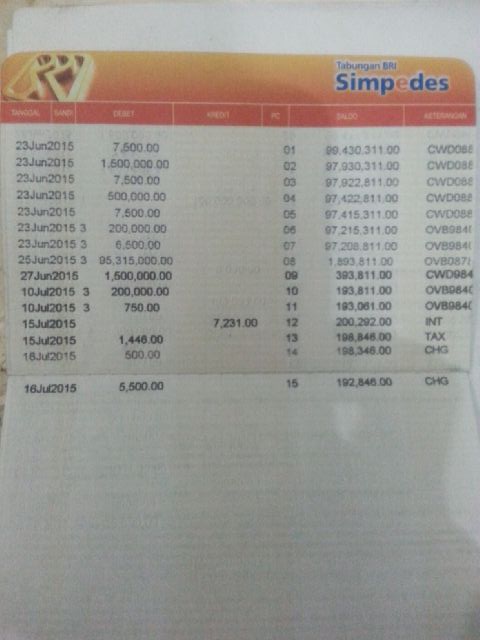 Tabungan BRI
Simpedes
TANGGAL SANDI DEBET KREDIT PC SALDO KETERANGAN
23Jun2015 7,500.00 01 99,430,311.00 CWD088
23Jun2015 1,500,000.00 02 97,930,311.00 CWD088
23Jun2015 7,500.00 03 97,922,811.00 CWD088
23Jun2015 500,000.00 04 97,422,811.00 CWD088
23Jun2015 7,500.00 05 97,415,311.00 CWD088
23Jun2015 3 200,000.00 06 97,215,311.00 OVB9840
23Jun2015 3 6,500.00 07 97,208,811.00 OVB9840
25Jun2015 3 95,315,000.00 08 1,893,811.00 OVB087
27Jun2015 1,500,000.00 09 393,811.00 CWD984
10Jul2015 3 200,000.00 10 193,811.00 OVB9840
10Jul2015 3 750.00 11 193,061.00 OVB9840
15Jul2015 7,231.00 12 200,292.00 INT
15Jul2015 1,446.00 13 198,846.00 TAX
16Jul2015 500.00 14 198,346.00 CHG
16Jul2015 5,500.00 15 192,846.00 CHG